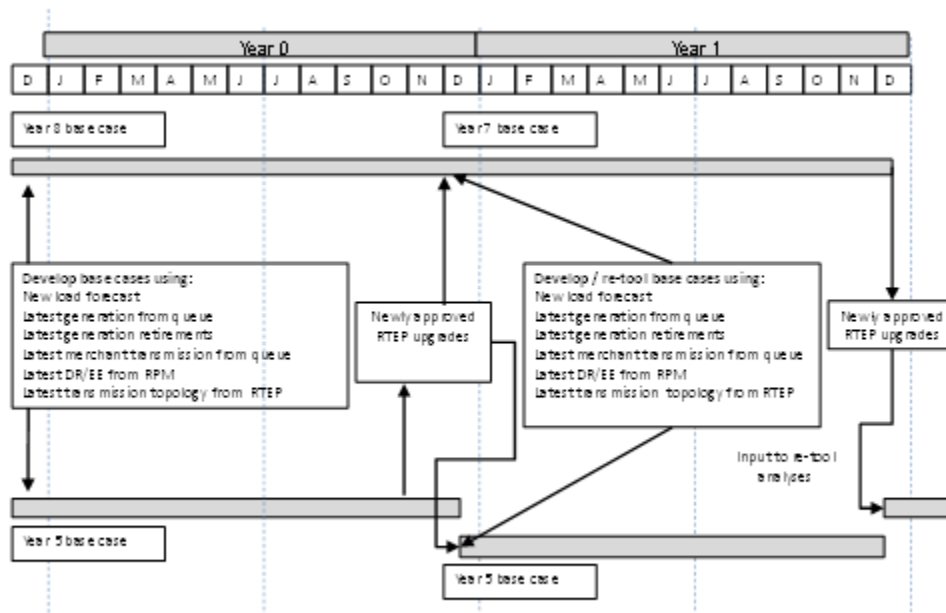 Year 0
Year 1
D J F M A M J J A S O N D J F M A M J J A S O N D
Year 8 base case
Year 7 base case
Develop base cases using:
New load forecast
Latest generation from queue
Latest generation retirements
Latest merchant transmission from queue
Latest DR/EE from RPM
Latest transmission topology from RTEP
Newly approved
RTEP upgrades
Develop / re-tool base cases using:
New load forecast
Latest generation from queue
Latest generation retirements
Latest merchant transmission from queue
Latest DR/EE from RPM
Latest transmission topology from RTEP
Newly approved
RTEP upgrades
Input to re-tool
analyses
Year 5 base case
Year 5 base case